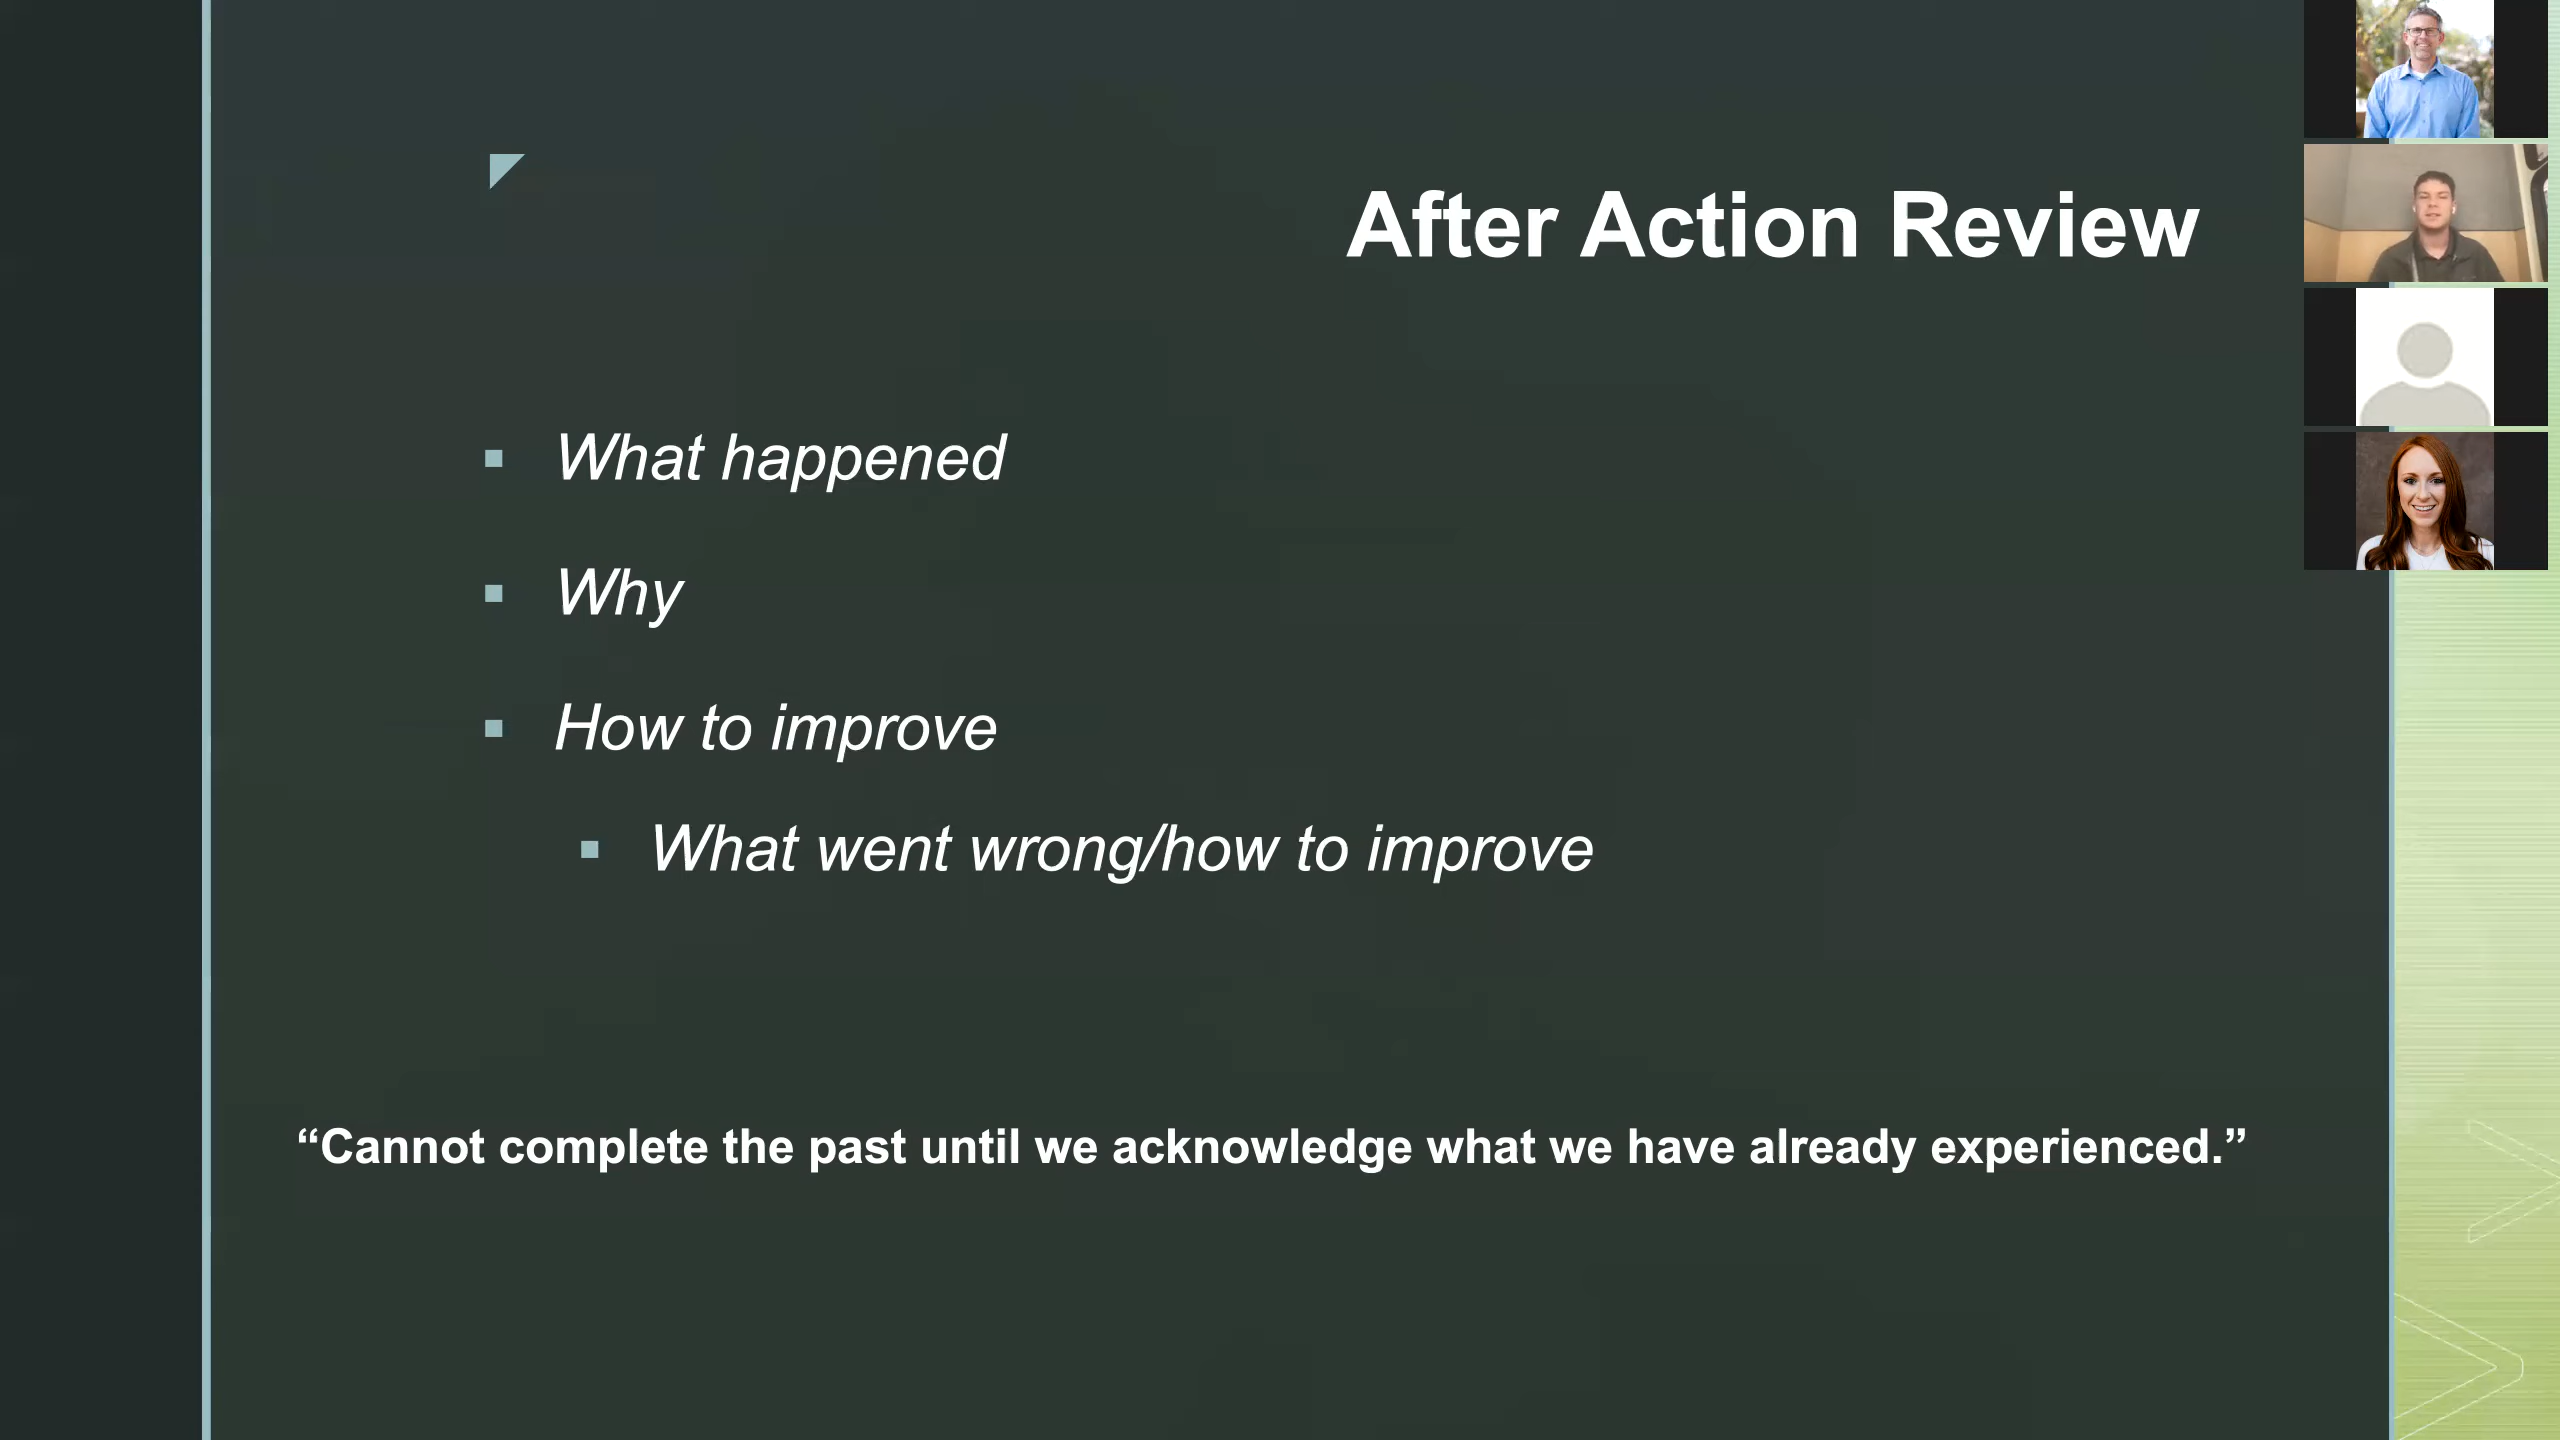 After Action Review
What happened
Why
How to improve
What went wrong/how to improve
“Cannot complete the past until we acknowledge what we have already experienced.”